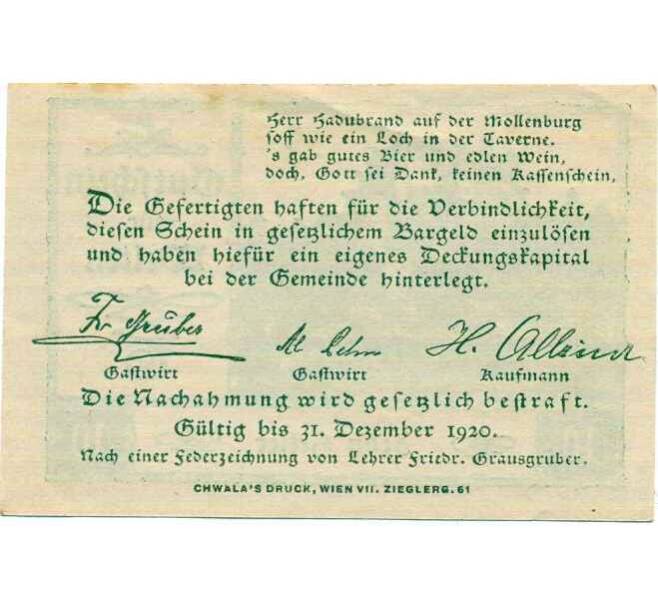 Herr Hadubrand auf der Mollenburg
soff wie ein Loch in der Taverne.
's gab gutes Bier und edlen Wein,
doch, Gott sei Dank, keinen Kassenschein.
Die Gefertigten haften für die Verbindlichkeit,
diesen Schein in gesetzlichem Bargeld einzulösen
und haben hiefür ein eigenes Deckungskapital
bei der Gemeinde hinterlegt.
Fr. Gruber
H.
Gastwirt Gastwirt Kaufmann
Die Nachahmung wird gesetzlich bestraft.
Gültig bis 31. Dezember 1920.
Nach einer Federzeichnung von Lehrer Friedr. Grausgruber.
CHWALA'S DRUCK, WIEN VII. ZIEGLERG. 61